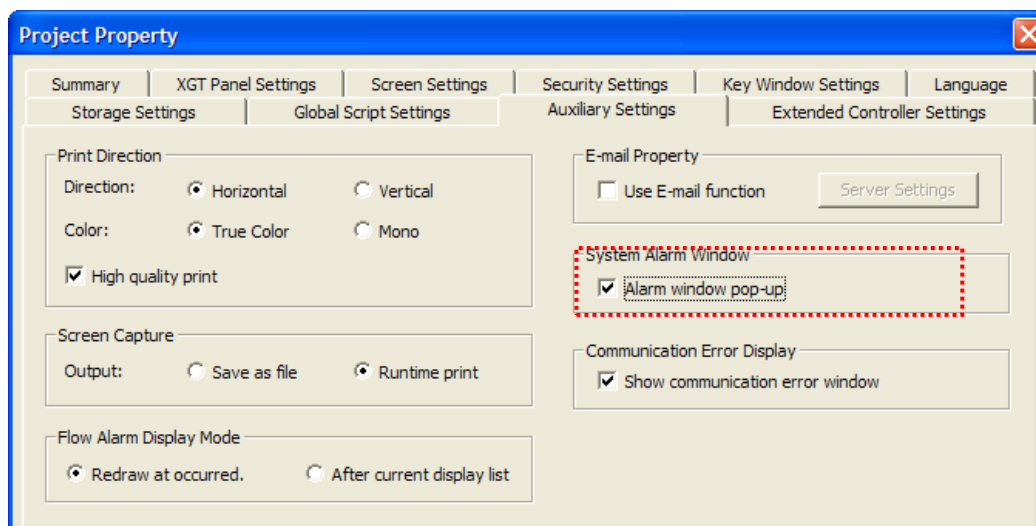 Project Property
Summary XGT Panel Settings Screen Settings Security Settings Key Window Settings Language
Storage Settings Global Script Settings Auxiliary Settings Extended Controller Settings
Print Direction
Direction: Horizontal Vertical
Color: True Color Mono
High quality print
Screen Capture
Output: Save as file Runtime print
Flow Alarm Display Mode
Redraw at occurred. After current display list
E-mail Property
Use E-mail function Server Settings
System Alarm Window
Alarm window pop-up
Communication Error Display
Show communication error window